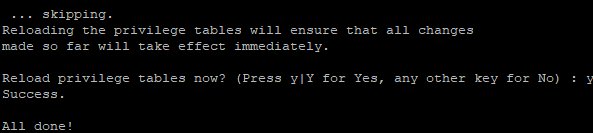 ... skipping.
Reloading the privilege tables will ensure that all changes
made so far will take effect immediately.
Reload privilege tables now? (Press y|Y for Yes, any other key for No) : y
Success.
All done!